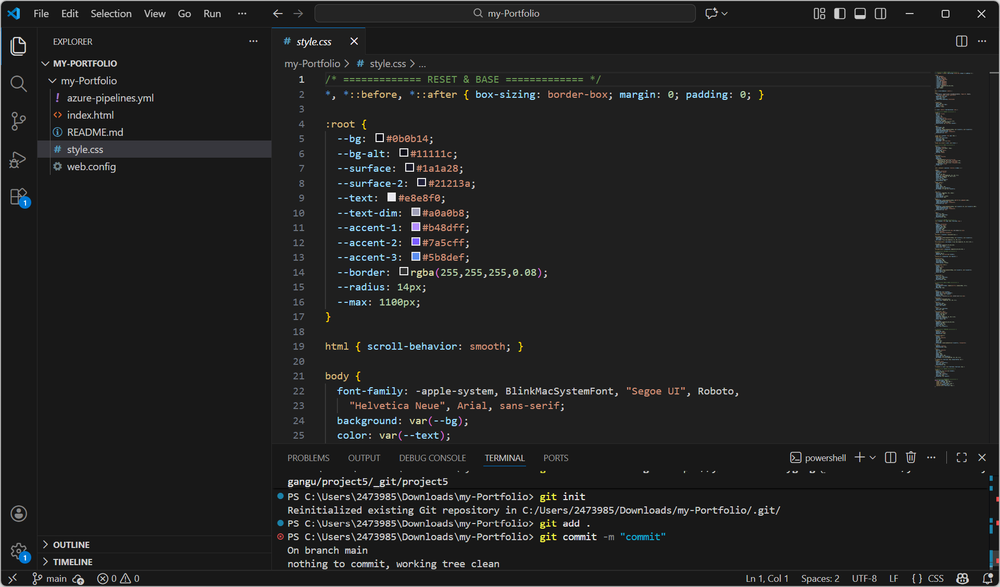 File Edit Selection View Go Run ... my-Portfolio
EXPLORER ...
MY-PORTFOLIO
my-Portfolio
! azure-pipelines.yml
<> index.html
README.md
# style.css
web.config
OUTLINE
TIMELINE
1
1
# style.css
my-Portfolio > # style.css > ...
1 /* ============= RESET & BASE ============= */
2 *, *::before, *::after { box-sizing: border-box; margin: 0; padding: 0; }
3
4 :root {
5 --bg: #0b0b14;
6 --bg-alt: #11111c;
7 --surface: #1a1a28;
8 --surface-2: #21213a;
9 --text: #e8e8f0;
10 --text-dim: #a0a0b8;
11 --accent-1: #b48dff;
12 --accent-2: #7a5cff;
13 --accent-3: #5b8def;
14 --border: rgba(255,255,255,0.08);
15 --radius: 14px;
16 --max: 1100px;
17 }
18
19 html { scroll-behavior: smooth; }
20
21 body {
22 font-family: -apple-system, BlinkMacSystemFont, "Segoe UI", Roboto,
23 "Helvetica Neue", Arial, sans-serif;
24 background: var(--bg);
25 color: var(--text);
PROBLEMS OUTPUT DEBUG CONSOLE TERMINAL PORTS powershell
gangu/project5/_git/project5
PS C:\Users\2473985\Downloads\my-Portfolio> git init
Reinitialized existing Git repository in C:/Users/2473985/Downloads/my-Portfolio/.git/
PS C:\Users\2473985\Downloads\my-Portfolio> git add .
PS C:\Users\2473985\Downloads\my-Portfolio> git commit -m "commit"
On branch main
nothing to commit, working tree clean
main 0 0 Ln 1, Col 1 Spaces: 2 UTF-8 LF {} CSS